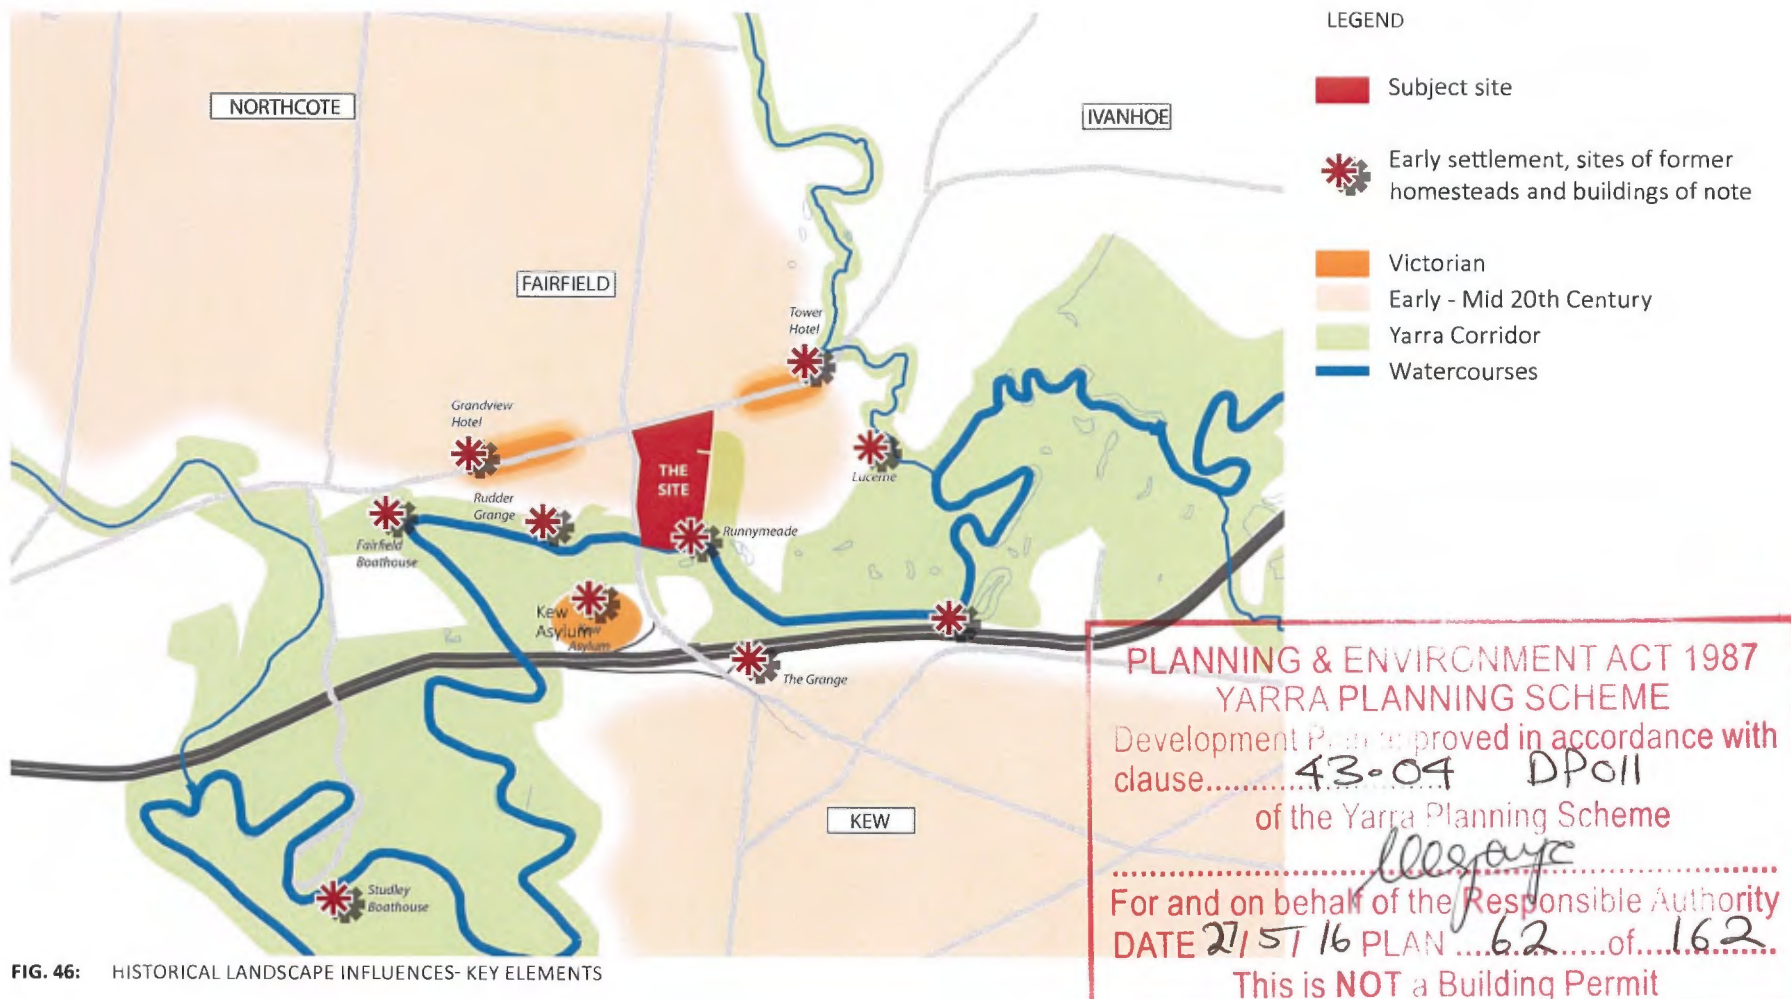 LEGEND
Subject site
Early settlement, sites of former
homesteads and buildings of note
Victorian
Early - Mid 20th Century
Yarra Corridor
Watercourses
NORTHCOTE
IVANHOE
FAIRFIELD
Tower
Hotel
Grandview
Hotel
THE
SITE
Lucerne
Rudder
Grange
Runnymeade
Fairfield
Boathouse
Kew
Asylum
Kew
Asylum
The Grange
KEW
Studley
Boathouse
FIG. 46: HISTORICAL LANDSCAPE INFLUENCES- KEY ELEMENTS
PLANNING & ENVIRONMENT ACT 1987
YARRA PLANNING SCHEME
Development Plan approved in accordance with
clause.......... 43.04 DPO11
of the Yarra Planning Scheme
For and on behalf of the Responsible Authority
DATE 27/5/16 PLAN ....62.....of...162...
This is NOT a Building Permit